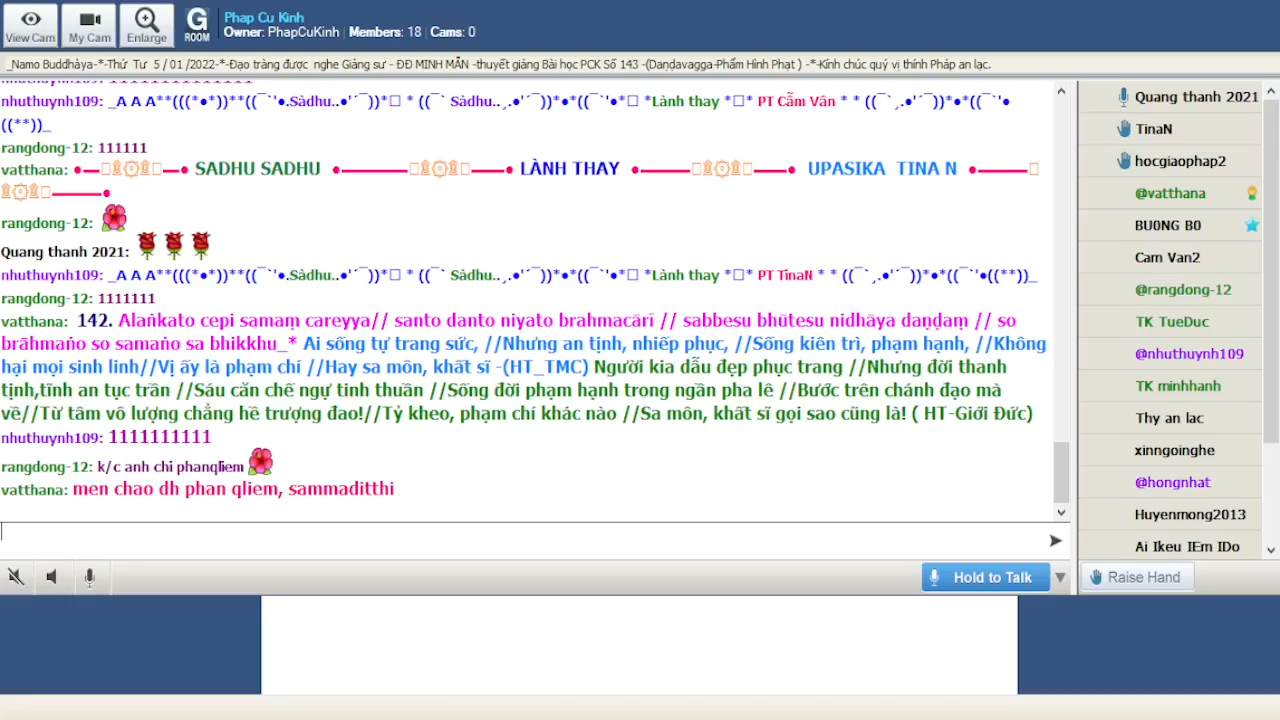 View Cam
My Cam
Enlarge
G
ROOM
Phap Cu Kinh
Owner: PhapCuKinh | Members: 18 | Cams: 0
_Namo Buddhàya-*-Thứ Tư 5 / 01 /2022-*-Đạo tràng được nghe Giảng sư - ĐĐ MINH MẪN -thuyết giảng Bài học PCK Số 143 -(Daṇḍavagga-Phẩm Hình Phạt ) -*-Kính chúc quý vị thính Pháp an lạc.
nhuthuynh109: _A A A**(((*•*))**((¯`'•.Sàdhu..•'´¯))*□ * ((¯` Sàdhu..¸.•'´¯))*•*((¯`'•*□ *Lành thay *□* PT Cẩm Vân * * ((¯`¸.•'´¯))*•*((¯`'•
((**))_
rangdong-12: 111111
vatthana: •—□۩۞۩□—• SADHU SADHU •———□۩۞۩□—• LÀNH THAY •———□۩۞۩□—• UPASIKA TINA N •———□
۩۞۩□———•
rangdong-12:
Quang thanh 2021:
nhuthuynh109: _A A A**(((*•*))**((¯`'•.Sàdhu..•'´¯))*□ * ((¯` Sàdhu..¸.•'´¯))*•*((¯`'•*□ *Lành thay *□* PT TinaN * * ((¯`¸.•'´¯))*•*((¯`'•((**))_
rangdong-12: 1111111
vatthana: 142. Alaṅkato cepi samaṃ careyya// santo danto niyato brahmacārī // sabbesu bhūtesu nidhāya daṇḍaṃ // so
brāhmaṅo so samaṅo sa bhikkhu_* Ai sống tự trang sức, //Nhưng an tịnh, nhiếp phục, //Sống kiên trì, phạm hạnh, //Không
hại mọi sinh linh//Vị ấy là phạm chí //Hay sa môn, khất sĩ -(HT_TMC) Người kia dẫu đẹp phục trang //Nhưng đời thanh
tịnh,tĩnh an tục trần //Sáu căn chế ngự tinh thuần //Sống đời phạm hạnh trong ngần pha lê //Bước trên chánh đạo mà
về//Từ tâm vô lượng chẳng hề trượng đao!//Tỷ kheo, phạm chí khác nào //Sa môn, khất sĩ gọi sao cũng là! ( HT-Giới Đức)
nhuthuynh109: 1111111111
rangdong-12: k/c anh chi phanqliem
vatthana: men chao dh phan qliem, sammaditthi
Hold to Talk
Quang thanh 2021
TinaN
hocgiaophap2
@vatthana
BU0NG B0
Cam Van2
@rangdong-12
TK TueDuc
@nhuthuynh109
TK minhhanh
Thy an lac
xinngoinghe
@hongnhat
Huyenmong2013
Ai Ikeu IEm IDo
Raise Hand